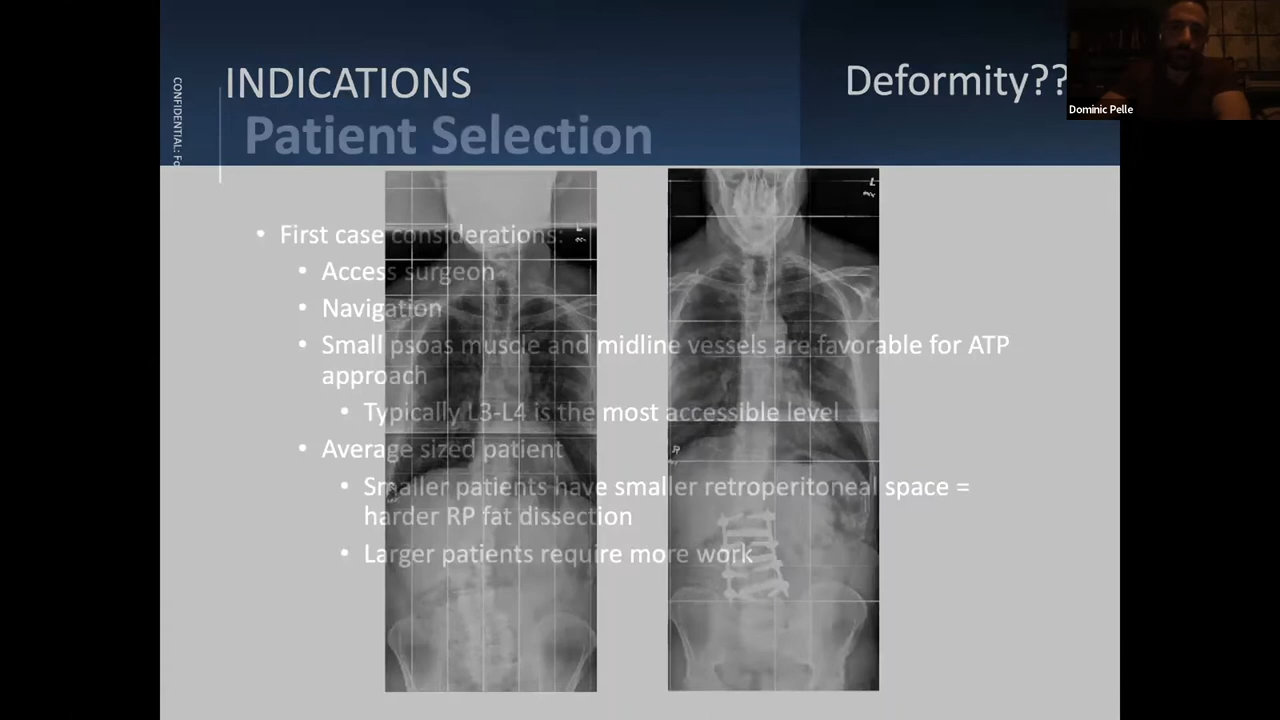 INDICATIONS
Deformity??
Patient Selection
CONFIDENTIAL: Fo
Dominic Pelle
• First case considerations:
• Access surgeon
• Navigation
• Small psoas muscle and midline vessels are favorable for ATP
approach
• Typically L3-L4 is the most accessible level
• Average sized patient
• Smaller patients have smaller retroperitoneal space =
harder RP fat dissection
• Larger patients require more work
L
R